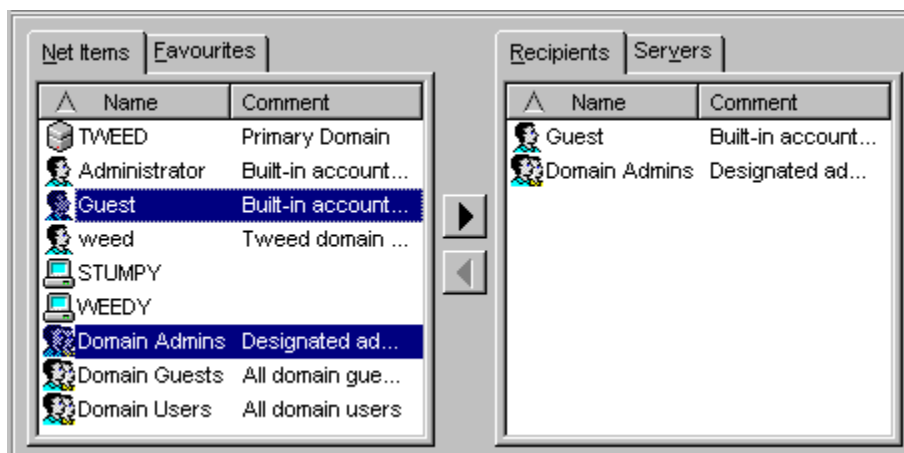 Net Items Favourites
Name Comment
TWEED Primary Domain
Administrator Built-in account...
Guest Built-in account...
weed Tweed domain ...
STUMPY
WEEDY
Domain Admins Designated ad...
Domain Guests All domain gue...
Domain Users All domain users
Recipients Servers
Name Comment
Guest Built-in account...
Domain Admins Designated ad...